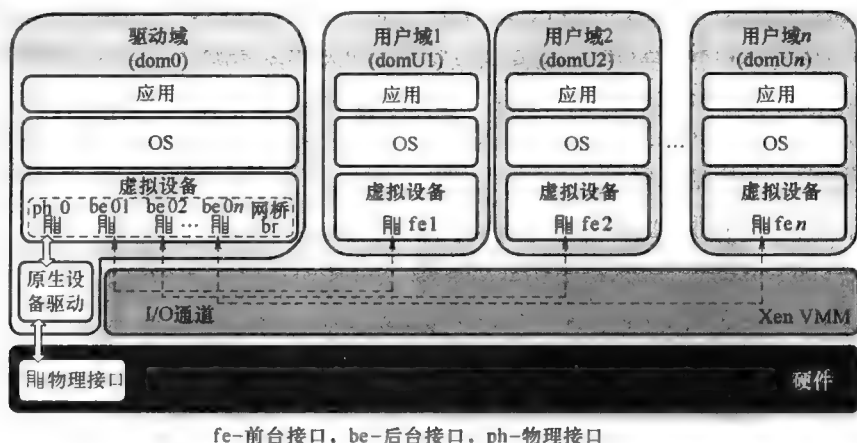 驱动域
(dom0)
应用
OS
虚拟设备
ph 0 be 01 be 02 … be 0n 网桥
br
原生设
备驱动
用户域1
(domU1)
应用
OS
虚拟设备
fe1
用户域2
(domU2)
应用
OS
虚拟设备
fe2
…
用户域n
(domUn)
应用
OS
虚拟设备
fen
I/O通道
Xen VMM
物理接口
硬件
fe-前台接口，be-后台接口，ph-物理接口